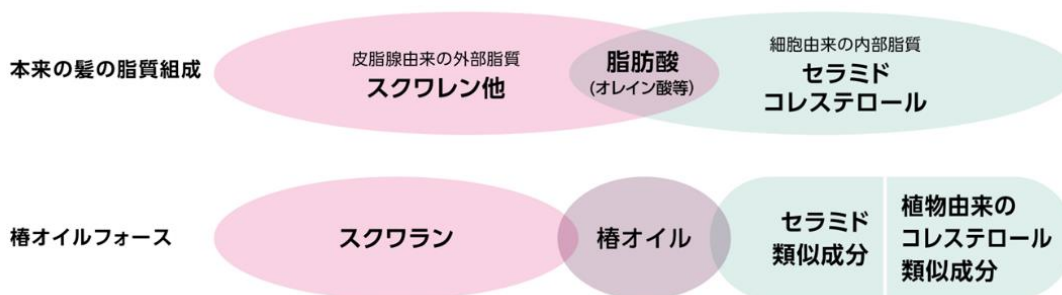 本来の髪の脂質組成
皮脂腺由来の外部脂質
スクワレン他
脂肪酸
(オレイン酸等)
細胞由来の内部脂質
セラミド
コレステロール
椿オイルフォース
スクワラン
椿オイル
セラミド
類似成分
植物由来の
コレステロール
類似成分